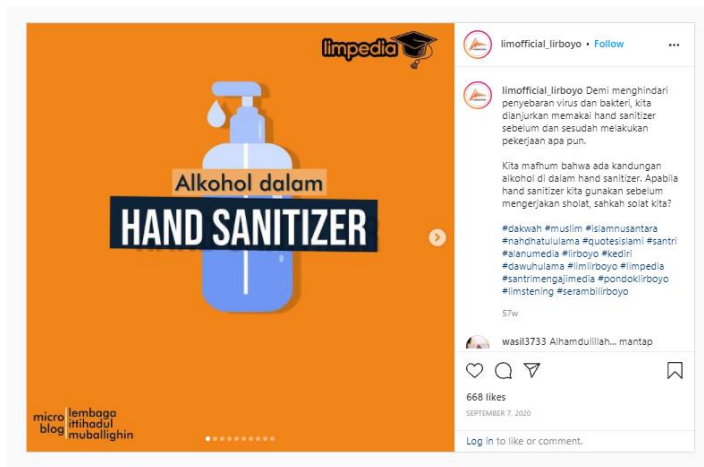 limpedia
Alkohol dalam
HAND SANITIZER
micro lembaga
blog ittihadul
muballighin
limofficial_lirboyo • Follow
limofficial_lirboyo Demi menghindari
penyebaran virus dan bakteri, kita
dianjurkan memakai hand sanitizer
sebelum dan sesudah melakukan
pekerjaan apa pun.
Kita mafhum bahwa ada kandungan
alkohol di dalam hand sanitizer. Apabila
hand sanitizer kita gunakan sebelum
mengerjakan sholat, sahkah solat kita?
#dakwah #muslim #islamnusantara
#nahdhatululama #quotesislami #santri
#alanumedia #lirboyo #kediri
#dawuhulama #limlirboyo #limpedia
#santrimengajimedia #pondoklirboyo
#limstening #serambilirboyo
57w
wasil3733 Alhamdulillah... mantap
668 likes
SEPTEMBER 7, 2020
Log in to like or comment.